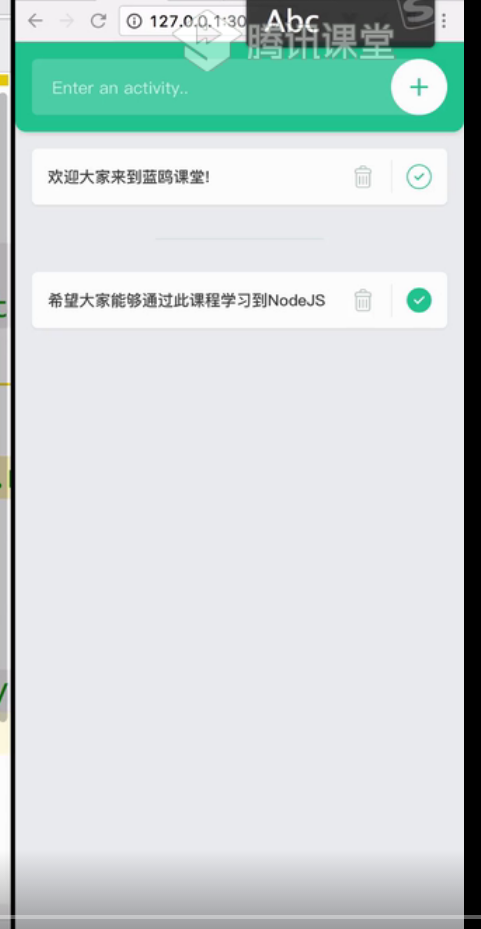 127.0.0.1:30
Abc
腾讯课堂
Enter an activity..
欢迎大家来到蓝鸥课堂!
希望大家能够通过此课程学习到NodeJS